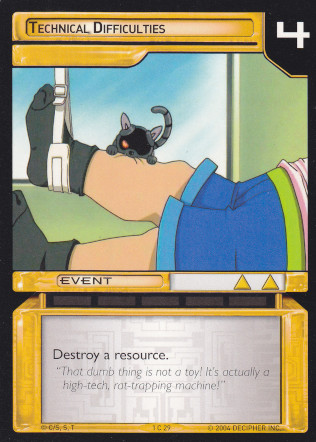 TECHNICAL DIFFICULTIES
4
EVENT
Destroy a resource.
"That dumb thing is not a toy! It's actually a
high-tech, rat-trapping machine!"
© C/S, S, T 1 C 29 © 2004 DECIPHER INC.